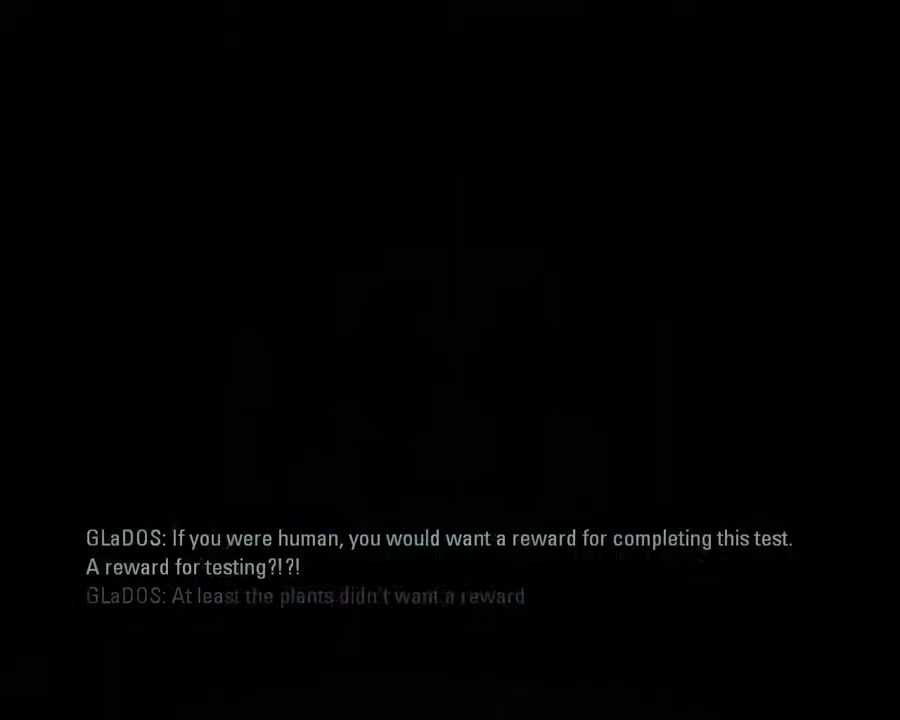 GLaDOS: If you were human, you would want a reward for completing this test.
A reward for testing?!?!
GLaDOS: At least the plants didn't want a reward